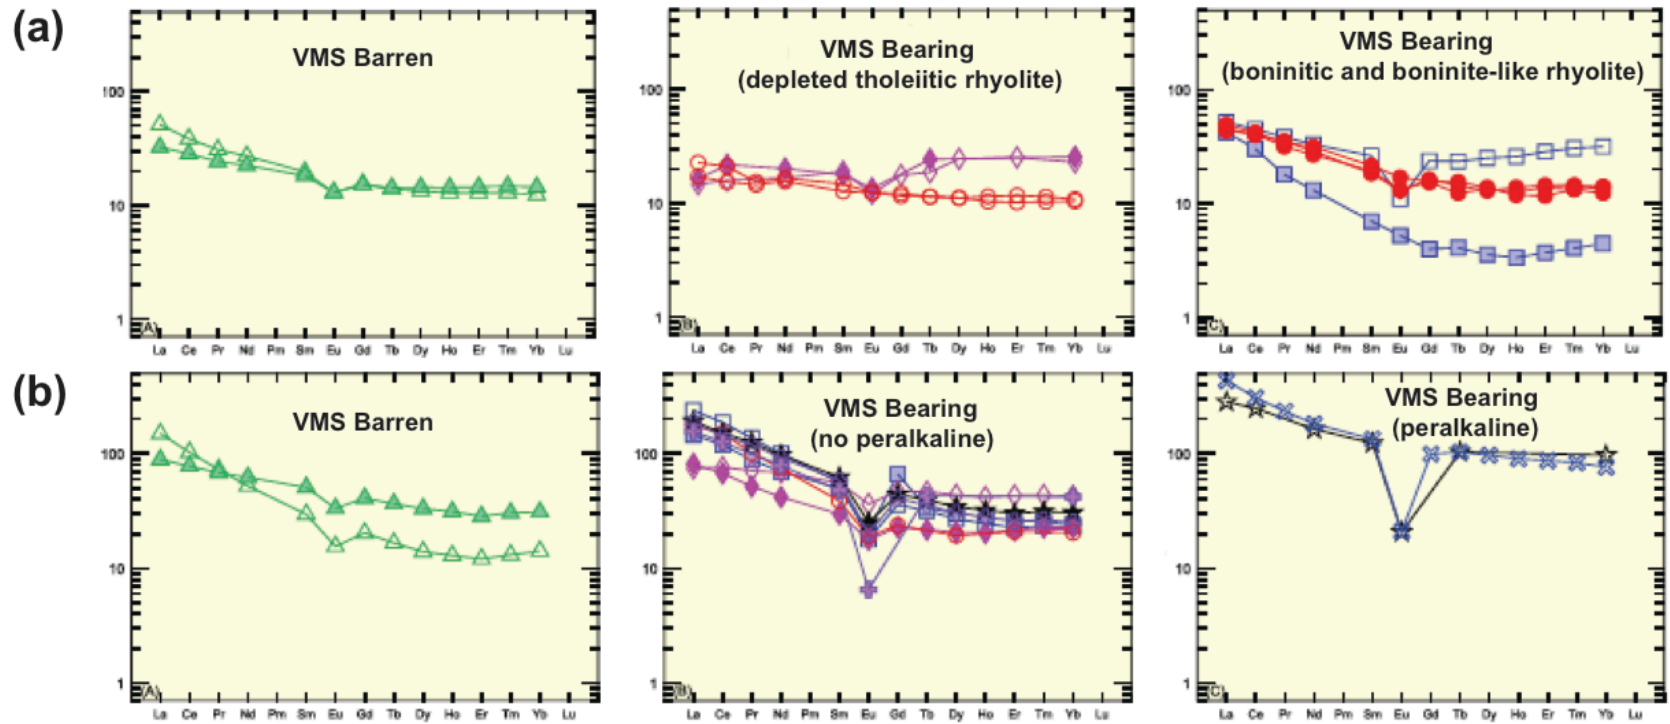 (a)
VMS Barren
100
10
1
(A)
La Ce Pr Nd Pm Sm Eu Gd Tb Dy Ho Er Tm Yb Lu
VMS Bearing
(depleted tholeiitic rhyolite)
100
10
1
(B)
La Ce Pr Nd Pm Sm Eu Gd Tb Dy Ho Er Tm Yb Lu
VMS Bearing
(boninitic and boninite-like rhyolite)
100
10
1
(C)
La Ce Pr Nd Pm Sm Eu Gd Tb Dy Ho Er Tm Yb Lu
(b)
VMS Barren
100
10
1
(A)
La Ce Pr Nd Pm Sm Eu Gd Tb Dy Ho Er Tm Yb Lu
VMS Bearing
(no peralkaline)
100
10
1
(B)
La Ce Pr Nd Pm Sm Eu Gd Tb Dy Ho Er Tm Yb Lu
VMS Bearing
(peralkaline)
100
10
1
(C)
La Ce Pr Nd Pm Sm Eu Gd Tb Dy Ho Er Tm Yb Lu